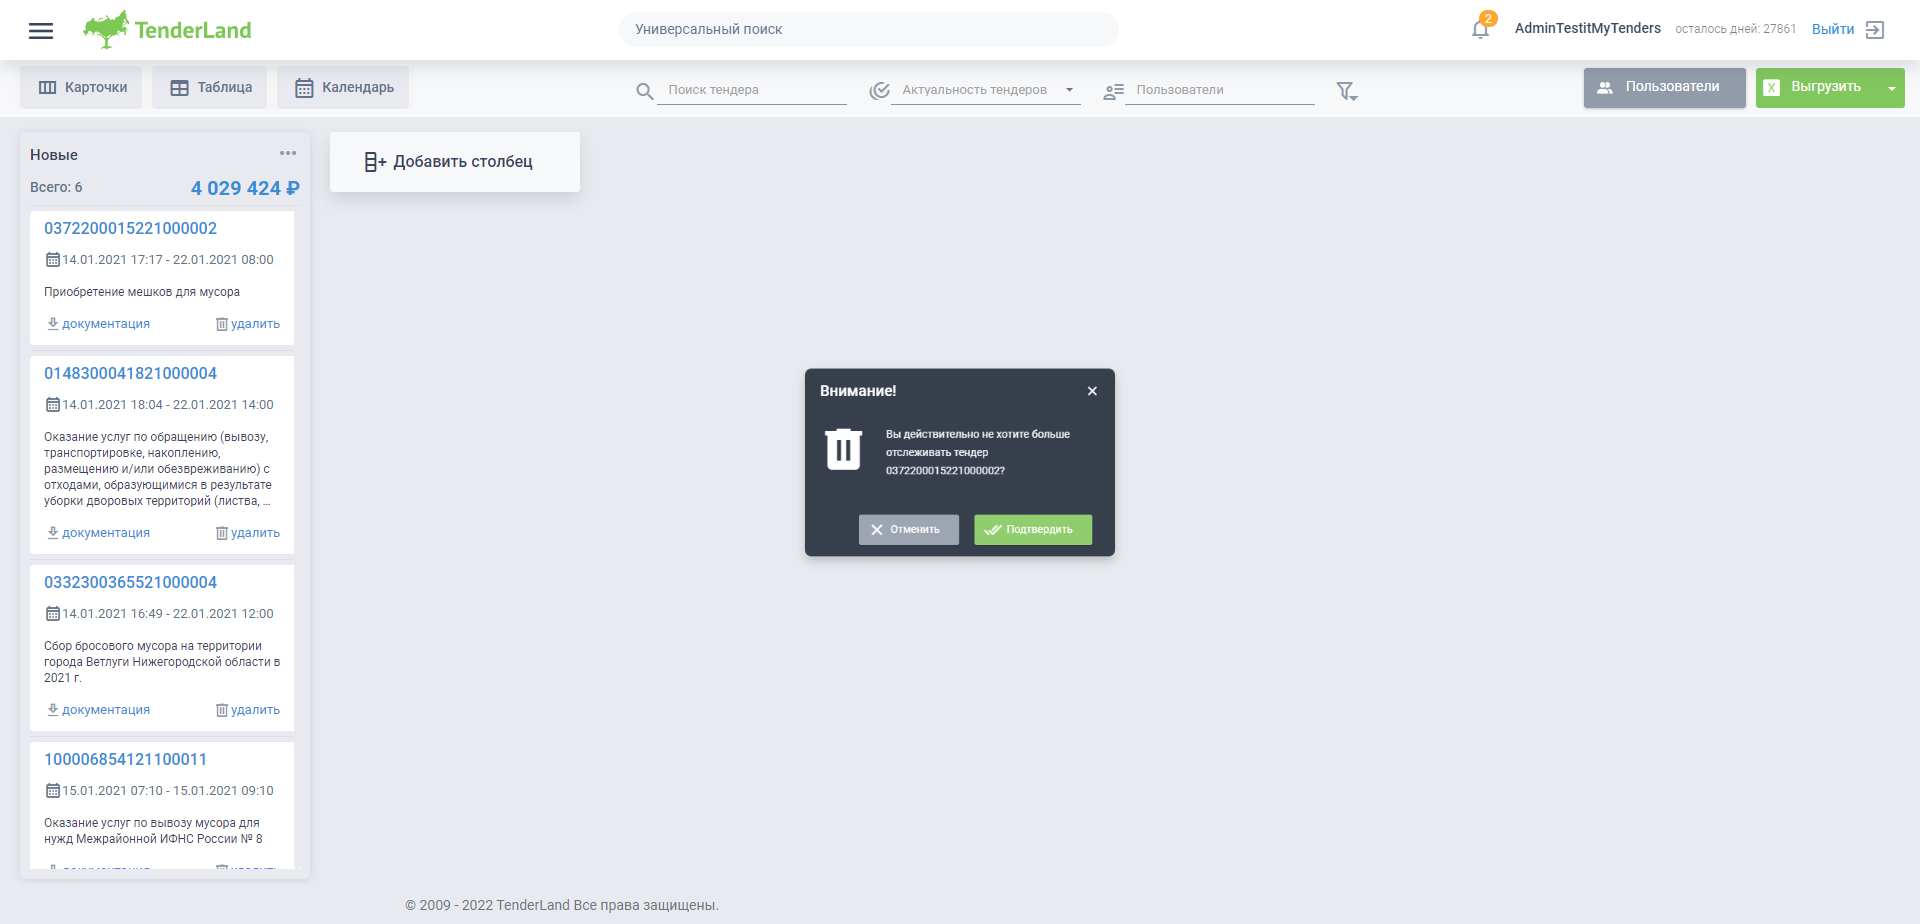 TenderLand
Универсальный поиск
2
AdminTestitMyTenders
осталось дней: 27861
Выйти
Карточки
Таблица
Календарь
Поиск тендера
Актуальность тендеров
Пользователи
Пользователи
X
Выгрузить
Новые
Всего: 6
4 029 424 ₽
0372200015221000002
14.01.2021 17:17 - 22.01.2021 08:00
Приобретение мешков для мусора
документация
удалить
0148300041821000004
14.01.2021 18:04 - 22.01.2021 14:00
Оказание услуг по обращению (вывозу,
транспортировке, накоплению,
размещению и/или обезвреживанию) с
отходами, образующимися в результате
уборки дворовых территорий (листва, ...
документация
удалить
0332300365521000004
14.01.2021 16:49 - 22.01.2021 12:00
Сбор бросового мусора на территории
города Ветлуги Нижегородской области в
2021 г.
документация
удалить
100006854121100011
15.01.2021 07:10 - 15.01.2021 09:10
Оказание услуг по вывозу мусора для
нужд Межрайонной ИФНС России № 8
Добавить столбец
Внимание!
Вы действительно не хотите больше
отслеживать тендер
0372200015221000002?
Отменить
Подтвердить
© 2009 - 2022 TenderLand Все права защищены.